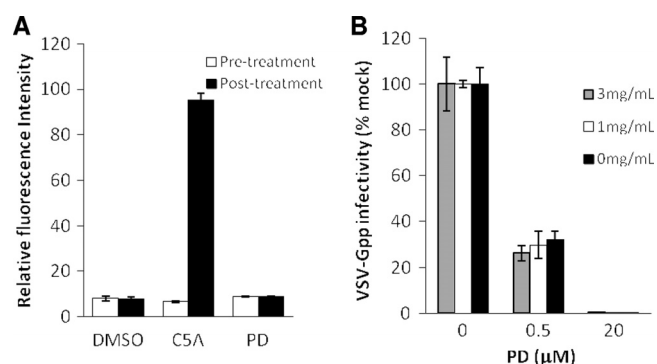 A
Relative fluorescence Intensity
120
100
80
60
40
20
0
Pre-treatment
Post-treatment
DMSO
C5A
PD
B
VSV-Gpp infectivity (% mock)
120
100
80
60
40
20
0
3mg/mL
1mg/mL
0mg/mL
0
0.5
20
PD (µM)